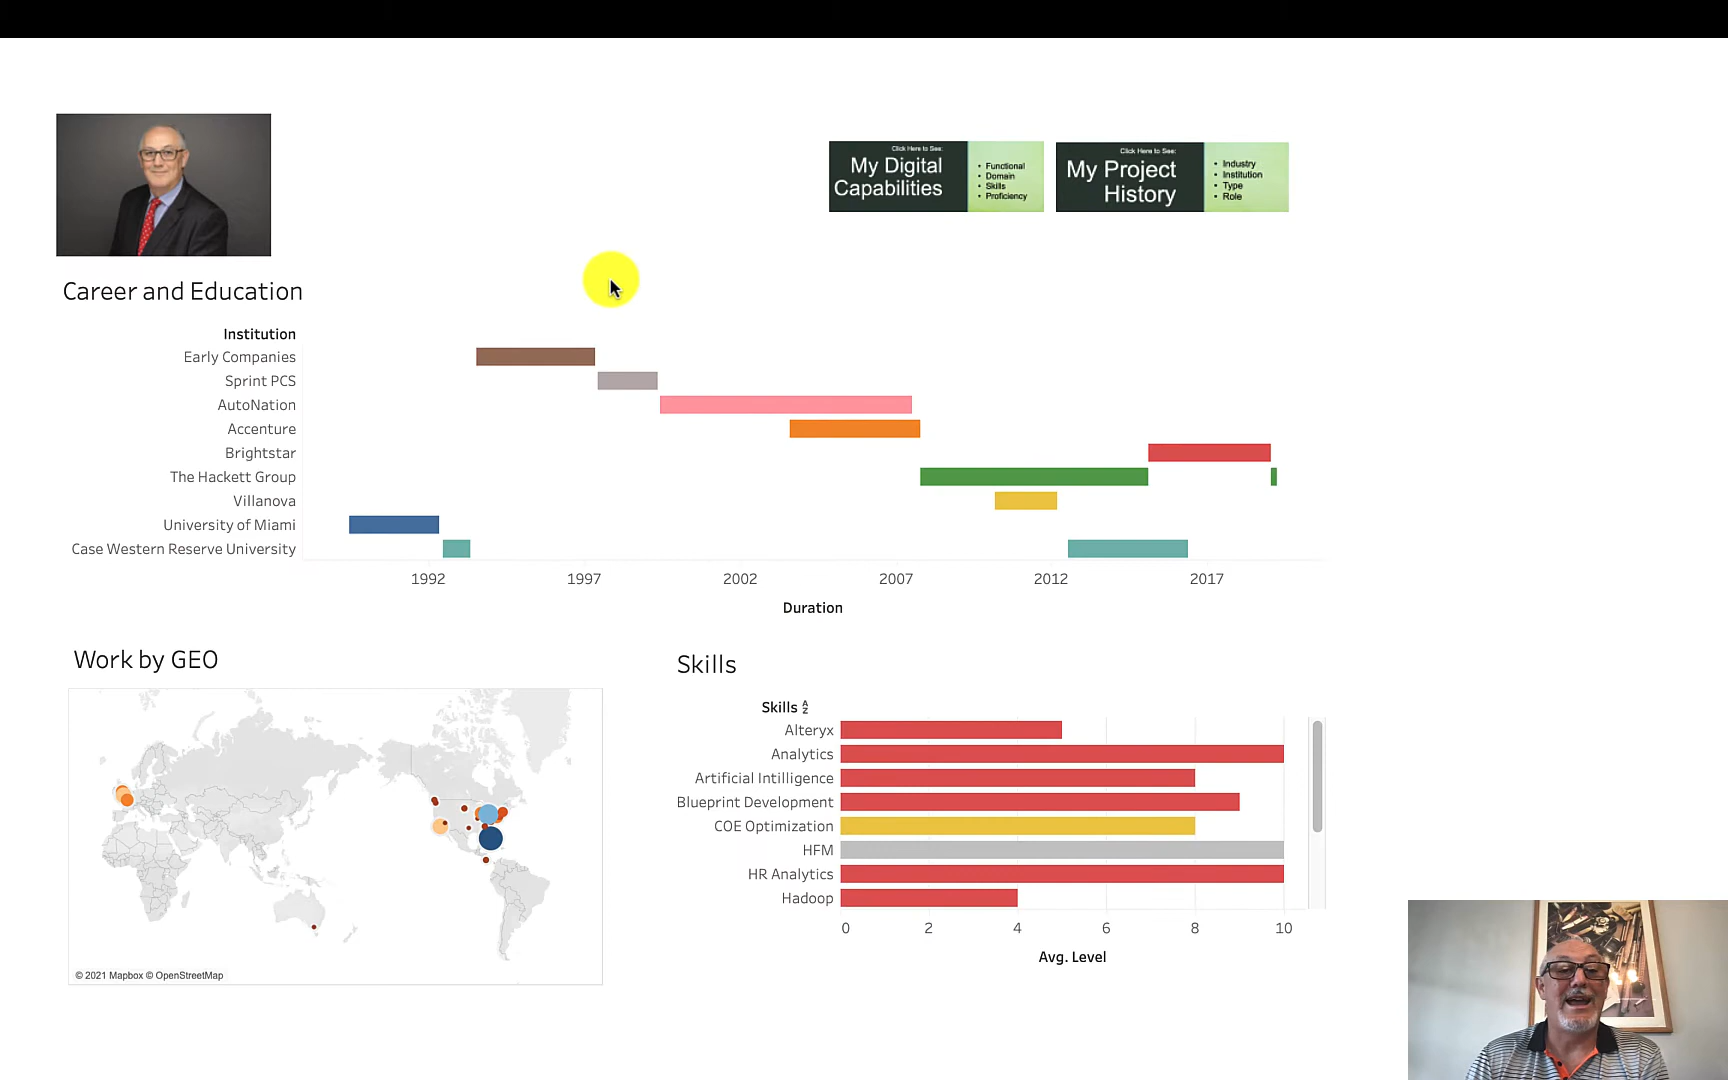 Click Here to See:
My Digital
Capabilities
• Functional
• Domain
• Skills
• Proficiency
Click Here to See:
My Project
History
• Industry
• Institution
• Type
• Role
Career and Education
Institution
Early Companies
Sprint PCS
AutoNation
Accenture
Brightstar
The Hackett Group
Villanova
University of Miami
Case Western Reserve University
1992 1997 2002 2007 2012 2017
Duration
Work by GEO
© 2021 Mapbox © OpenStreetMap
Skills
Skills A Z
Alteryx
Analytics
Artificial Intilligence
Blueprint Development
COE Optimization
HFM
HR Analytics
Hadoop
0 2 4 6 8 10
Avg. Level